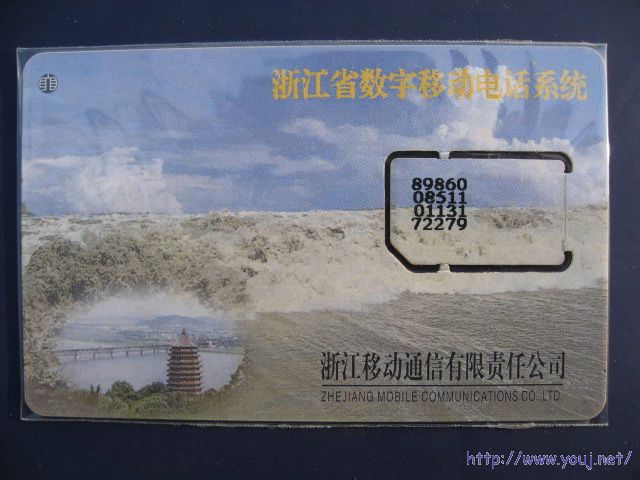 浙江省数字移动电话系统
89860
08511
01131
72279
浙江移动通信有限责任公司
ZHEJIANG MOBILE COMMUNICATIONS CO.,LTD.
http://www.youj.net/